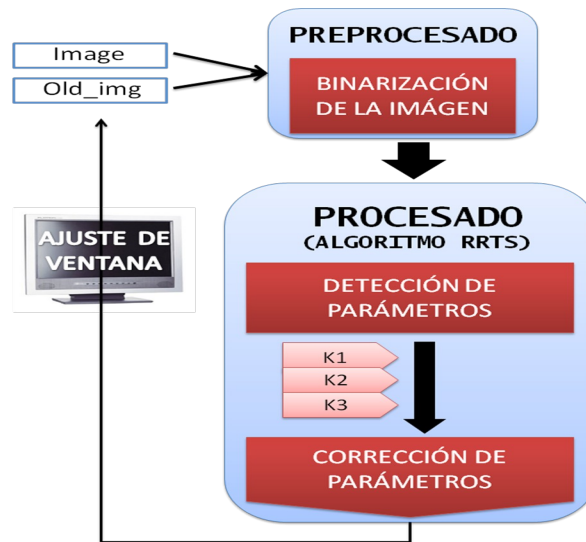 Image
Old_img
PREPROCESADO
BINARIZACIÓN
DE LA IMÁGEN
AJUSTE DE
VENTANA
PROCESADO
(ALGORITMO RRTS)
DETECCIÓN DE
PARÁMETROS
K1
K2
K3
CORRECCIÓN DE
PARÁMETROS